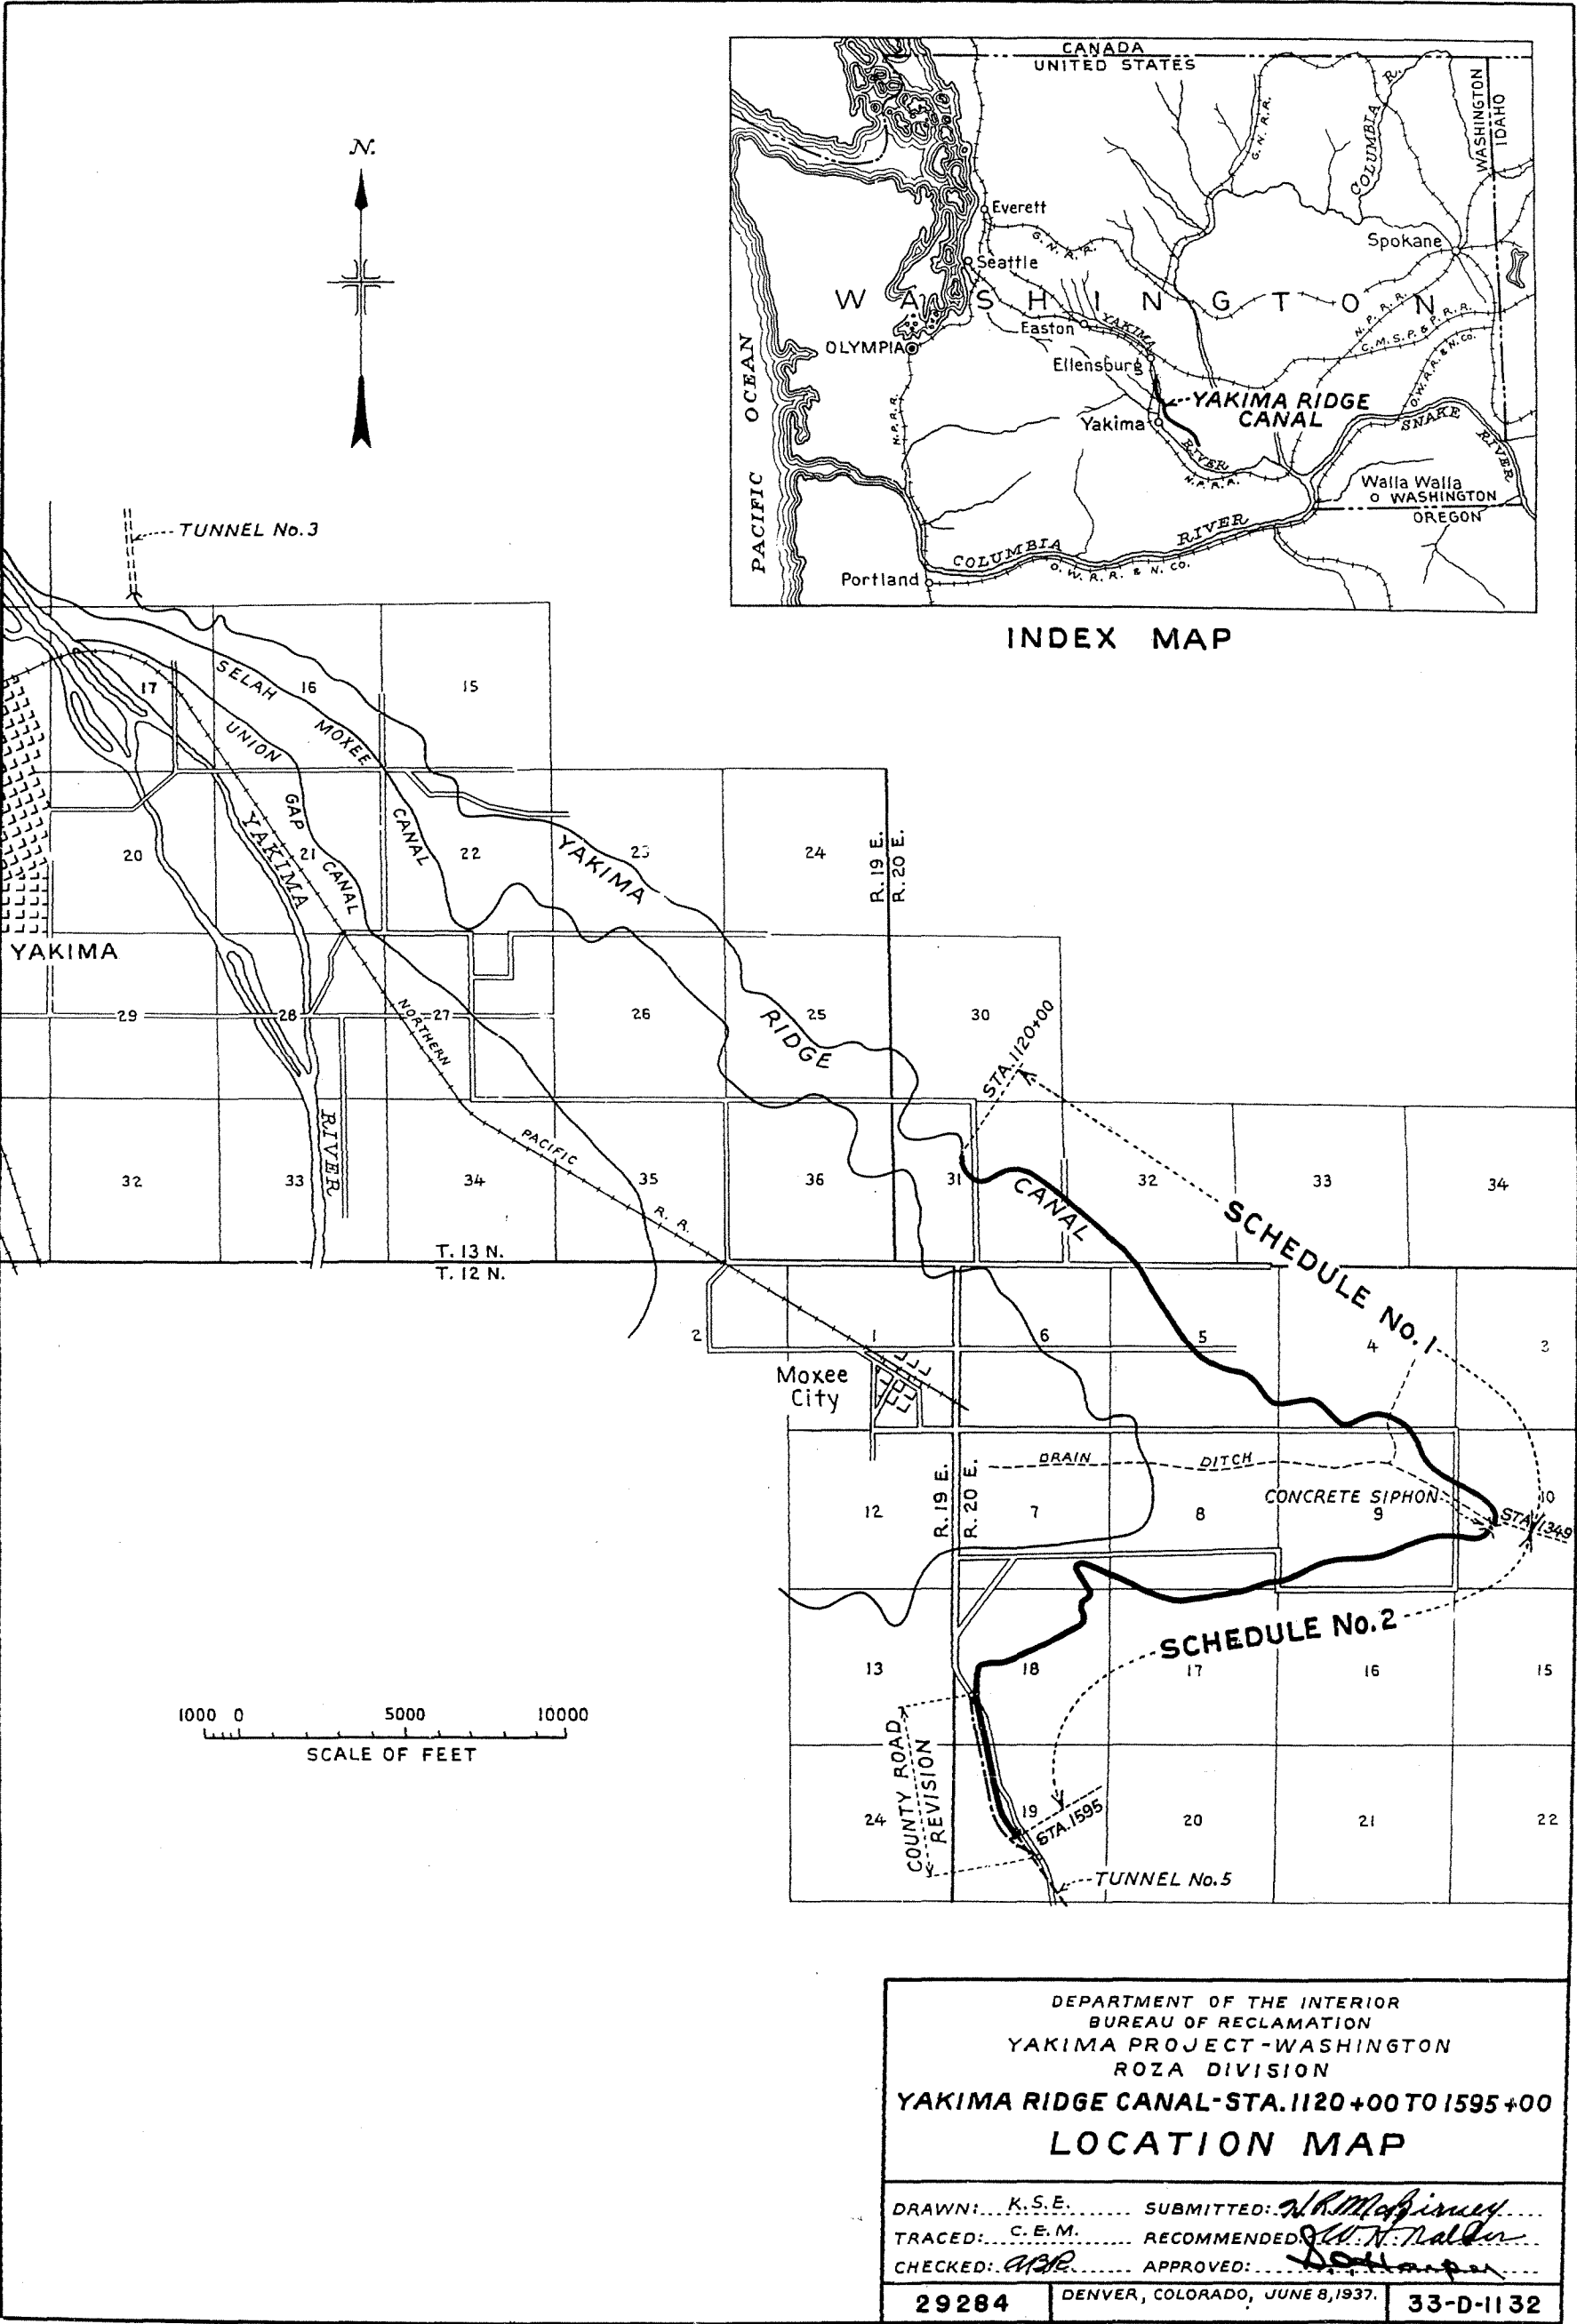 CANADA
UNITED STATES
WASHINGTON
IDAHO
COLUMBIA R.
G. N. R. R.
Everett
G. N. R. R.
Spokane
Seattle
WASHINGTON
Easton
YAKIMA
N. P. R. R.
C. M. S. P. & P. R. R.
OLYMPIA
Ellensburg
O. W. R. R. & N. CO.
PACIFIC OCEAN
N. P. R. R.
YAKIMA RIDGE
CANAL
SNAKE RIVER
Yakima
RIVER
N. P. R. R.
Walla Walla
WASHINGTON
OREGON
COLUMBIA RIVER
O. W. R. R. & N. CO.
Portland
INDEX MAP
N.
TUNNEL No. 3
17
SELAH
16
15
UNION
MOXEE
GAP
CANAL
YAKIMA
20
21
CANAL
22
YAKIMA
23
24
R. 19 E.
R. 20 E.
YAKIMA
29
28
NORTHERN
27
26
25
RIDGE
30
STA. 1120+00
RIVER
PACIFIC
32
33
34
35
R. R.
36
31
CANAL
32
33
34
SCHEDULE No. 1
T. 13 N.
T. 12 N.
2
1
6
5
4
3
Moxee
City
DRAIN DITCH
R. 19 E.
R. 20 E.
CONCRETE SIPHON
12
7
8
9
10
STA. 1349
SCHEDULE No. 2
13
18
17
16
15
1000 0 5000 10000
SCALE OF FEET
COUNTY ROAD
REVISION
24
19
STA. 1595
20
21
22
TUNNEL No. 5
DEPARTMENT OF THE INTERIOR
BUREAU OF RECLAMATION
YAKIMA PROJECT-WASHINGTON
ROZA DIVISION
YAKIMA RIDGE CANAL-STA. 1120+00 TO 1595+00
LOCATION MAP
DRAWN: K.S.E. SUBMITTED: H.R. McBirney
TRACED: C.E.M. RECOMMENDED: W.H. Nalder
CHECKED: A.B.R. APPROVED: S.O. Harper
29284 DENVER, COLORADO, JUNE 8, 1937. 33-D-1132